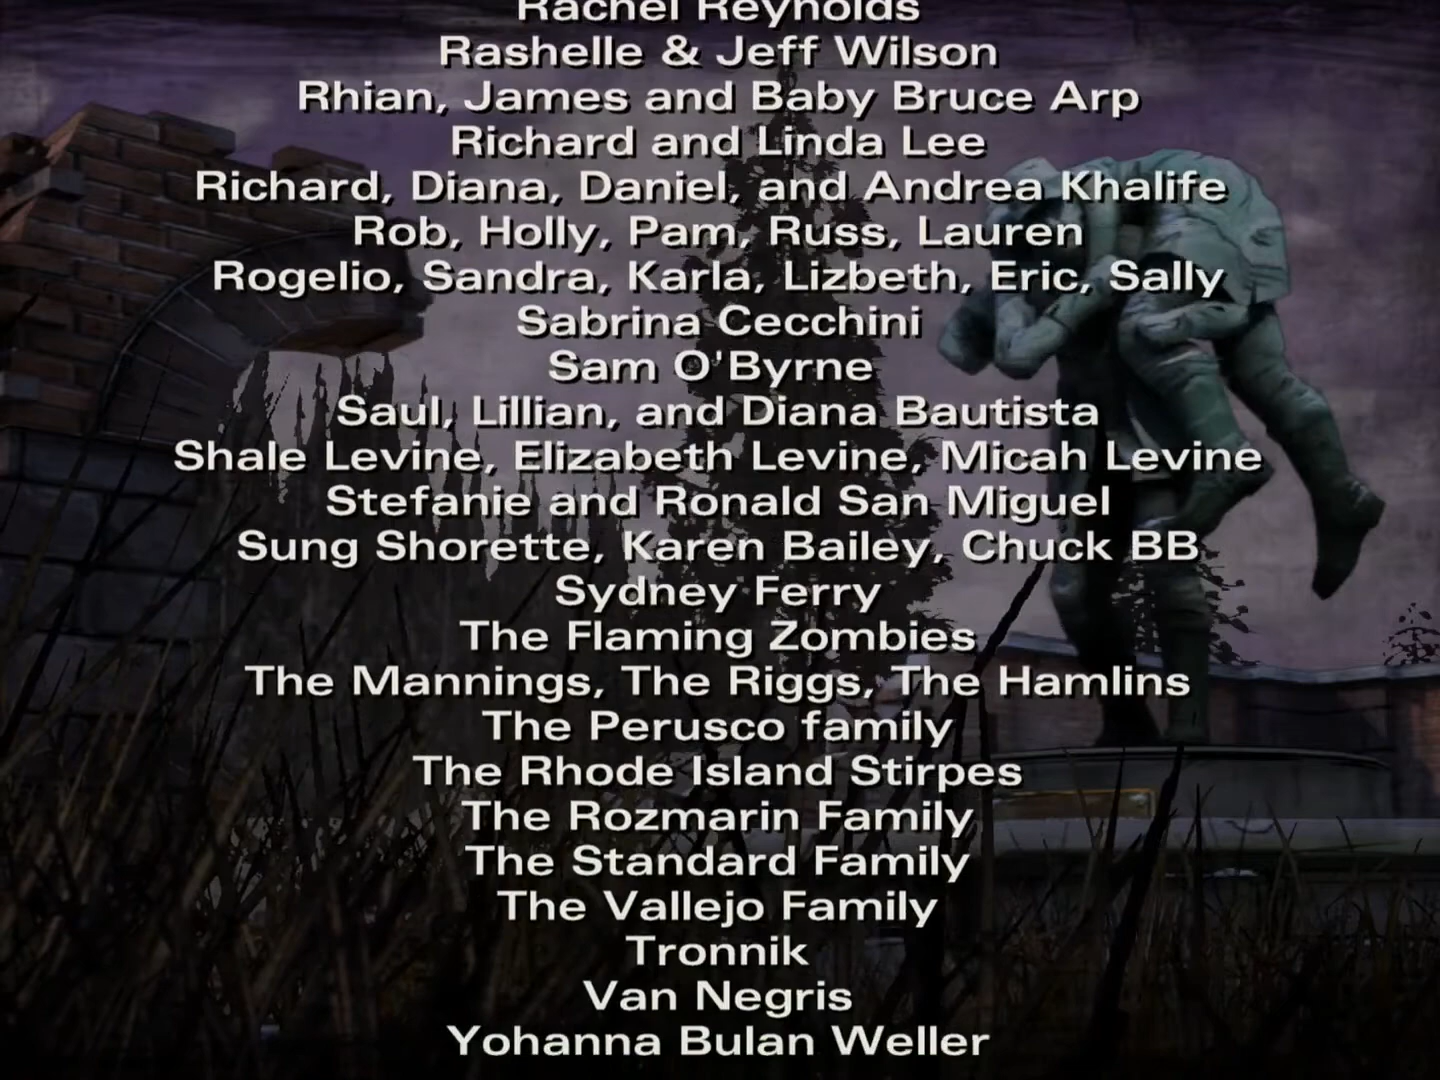 Rachel Reynolds
Rashelle & Jeff Wilson
Rhian, James and Baby Bruce Arp
Richard and Linda Lee
Richard, Diana, Daniel, and Andrea Khalife
Rob, Holly, Pam, Russ, Lauren
Rogelio, Sandra, Karla, Lizbeth, Eric, Sally
Sabrina Cecchini
Sam O'Byrne
Saul, Lillian, and Diana Bautista
Shale Levine, Elizabeth Levine, Micah Levine
Stefanie and Ronald San Miguel
Sung Shorette, Karen Bailey, Chuck BB
Sydney Ferry
The Flaming Zombies
The Mannings, The Riggs, The Hamlins
The Perusco family
The Rhode Island Stirpes
The Rozmarin Family
The Standard Family
The Vallejo Family
Tronnik
Van Negris
Yohanna Bulan Weller